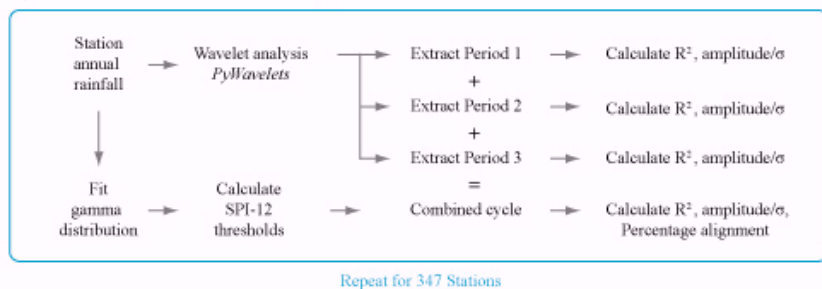 Station
annual
rainfall
Wavelet analysis
PyWavelets
Extract Period 1
Calculate R², amplitude/σ
+
Extract Period 2
Calculate R², amplitude/σ
+
Extract Period 3
Calculate R², amplitude/σ
=
Fit
gamma
distribution
Calculate
SPI-12
thresholds
Combined cycle
Calculate R², amplitude/σ,
Percentage alignment
Repeat for 347 Stations